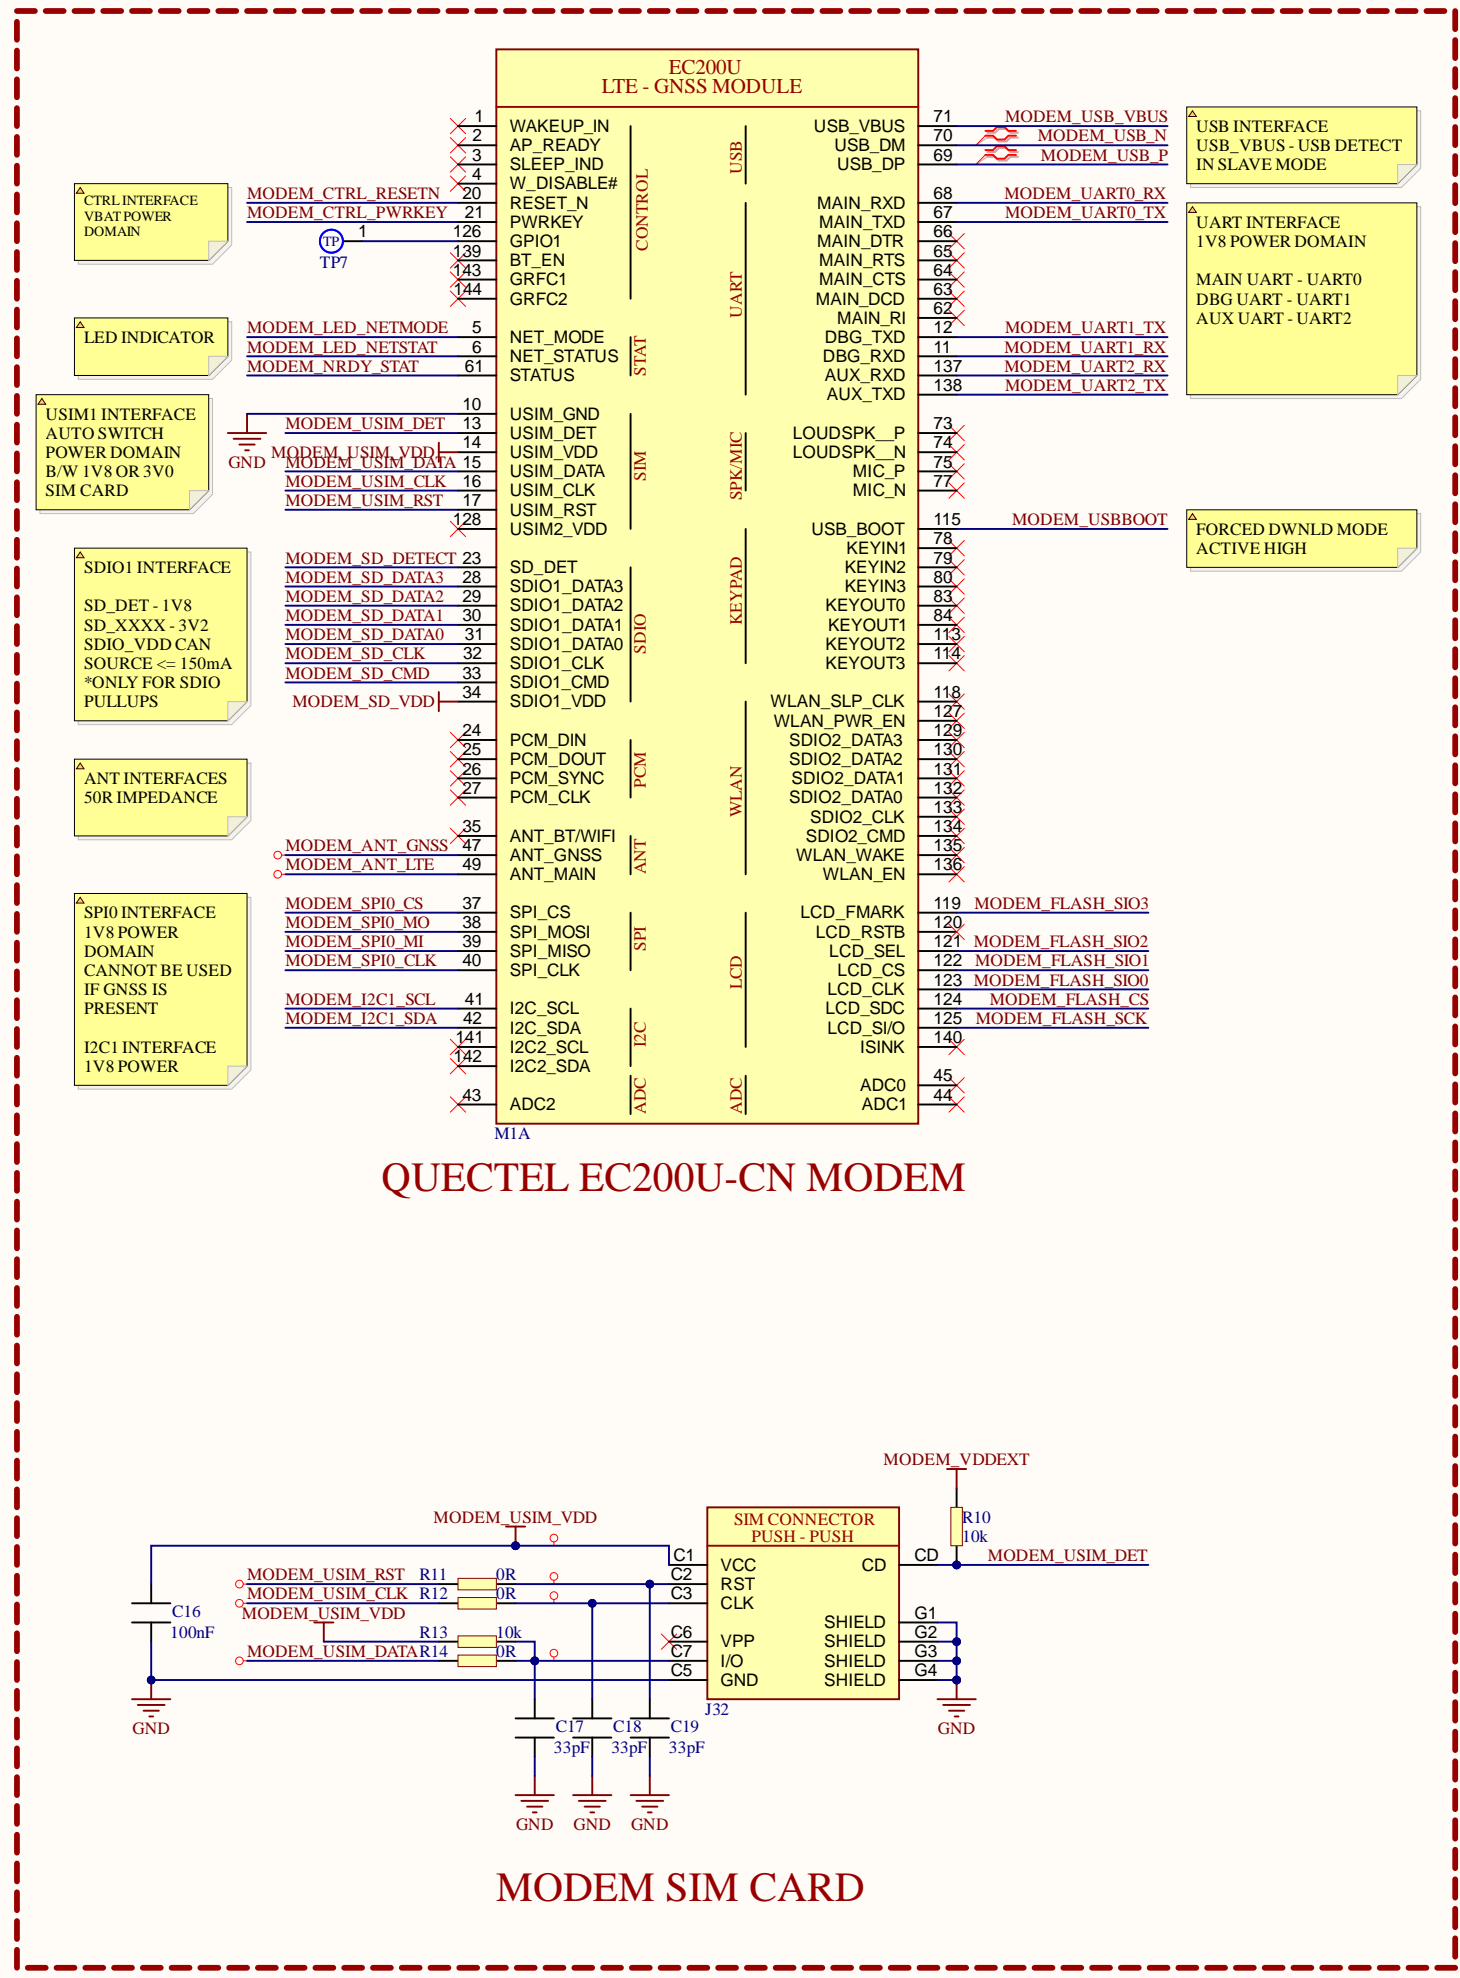 EC200U
LTE - GNSS MODULE
1 WAKEUP_IN
2 AP_READY
3 SLEEP_IND
4 W_DISABLE#
MODEM_CTRL_RESETN 20 RESET_N
MODEM_CTRL_PWRKEY 21 PWRKEY
TP 1 126 GPIO1
TP7
139 BT_EN
143 GRFC1
144 GRFC2
CONTROL
MODEM_LED_NETMODE 5 NET_MODE
MODEM_LED_NETSTAT 6 NET_STATUS
MODEM_NRDY_STAT 61 STATUS
STAT
10 USIM_GND
GND
MODEM_USIM_DET 13 USIM_DET
MODEM_USIM_VDD 14 USIM_VDD
MODEM_USIM_DATA 15 USIM_DATA
MODEM_USIM_CLK 16 USIM_CLK
MODEM_USIM_RST 17 USIM_RST
128 USIM2_VDD
SIM
MODEM_SD_DETECT 23 SD_DET
MODEM_SD_DATA3 28 SDIO1_DATA3
MODEM_SD_DATA2 29 SDIO1_DATA2
MODEM_SD_DATA1 30 SDIO1_DATA1
MODEM_SD_DATA0 31 SDIO1_DATA0
MODEM_SD_CLK 32 SDIO1_CLK
MODEM_SD_CMD 33 SDIO1_CMD
MODEM_SD_VDD 34 SDIO1_VDD
SDIO
24 PCM_DIN
25 PCM_DOUT
26 PCM_SYNC
27 PCM_CLK
PCM
35 ANT_BT/WIFI
MODEM_ANT_GNSS 47 ANT_GNSS
MODEM_ANT_LTE 49 ANT_MAIN
ANT
MODEM_SPI0_CS 37 SPI_CS
MODEM_SPI0_MO 38 SPI_MOSI
MODEM_SPI0_MI 39 SPI_MISO
MODEM_SPI0_CLK 40 SPI_CLK
SPI
MODEM_I2C1_SCL 41 I2C_SCL
MODEM_I2C1_SDA 42 I2C_SDA
141 I2C2_SCL
142 I2C2_SDA
I2C
43 ADC2
ADC
M1A
USB_VBUS 71 MODEM_USB_VBUS
USB_DM 70 MODEM_USB_N
USB_DP 69 MODEM_USB_P
USB
MAIN_RXD 68 MODEM_UART0_RX
MAIN_TXD 67 MODEM_UART0_TX
MAIN_DTR 66
MAIN_RTS 65
MAIN_CTS 64
MAIN_DCD 63
MAIN_RI 62
DBG_TXD 12 MODEM_UART1_TX
DBG_RXD 11 MODEM_UART1_RX
AUX_RXD 137 MODEM_UART2_RX
AUX_TXD 138 MODEM_UART2_TX
UART
LOUDSPK__P 73
LOUDSPK__N 74
MIC_P 75
MIC_N 77
SPK/MIC
USB_BOOT 115 MODEM_USBBOOT
KEYIN1 78
KEYIN2 79
KEYIN3 80
KEYOUT0 83
KEYOUT1 84
KEYOUT2 113
KEYOUT3 114
KEYPAD
WLAN_SLP_CLK 118
WLAN_PWR_EN 127
SDIO2_DATA3 129
SDIO2_DATA2 130
SDIO2_DATA1 131
SDIO2_DATA0 132
SDIO2_CLK 133
SDIO2_CMD 134
WLAN_WAKE 135
WLAN_EN 136
WLAN
LCD_FMARK 119 MODEM_FLASH_SIO3
LCD_RSTB 120
LCD_SEL 121 MODEM_FLASH_SIO2
LCD_CS 122 MODEM_FLASH_SIO1
LCD_CLK 123 MODEM_FLASH_SIO0
LCD_SDC 124 MODEM_FLASH_CS
LCD_SI/O 125 MODEM_FLASH_SCK
ISINK 140
LCD
ADC0 45
ADC1 44
ADC
CTRL INTERFACE
VBAT POWER
DOMAIN
LED INDICATOR
USIM1 INTERFACE
AUTO SWITCH
POWER DOMAIN
B/W 1V8 OR 3V0
SIM CARD
SDIO1 INTERFACE
SD_DET - 1V8
SD_XXXX - 3V2
SDIO_VDD CAN
SOURCE <= 150mA
*ONLY FOR SDIO
PULLUPS
ANT INTERFACES
50R IMPEDANCE
SPI0 INTERFACE
1V8 POWER
DOMAIN
CANNOT BE USED
IF GNSS IS
PRESENT
I2C1 INTERFACE
1V8 POWER
USB INTERFACE
USB_VBUS - USB DETECT
IN SLAVE MODE
UART INTERFACE
1V8 POWER DOMAIN
MAIN UART - UART0
DBG UART - UART1
AUX UART - UART2
FORCED DWNLD MODE
ACTIVE HIGH
QUECTEL EC200U-CN MODEM
MODEM_VDDEXT
R10
10k
MODEM_USIM_VDD
SIM CONNECTOR
PUSH - PUSH
C1 VCC
C2 RST
C3 CLK
C6 VPP
C7 I/O
C5 GND
CD CD MODEM_USIM_DET
SHIELD G1
SHIELD G2
SHIELD G3
SHIELD G4
J32
GND
MODEM_USIM_RST R11 0R
MODEM_USIM_CLK R12 0R
MODEM_USIM_VDD
R13 10k
MODEM_USIM_DATA R14 0R
C16
100nF
GND
C17
33pF
C18
33pF
C19
33pF
GND
GND
GND
MODEM SIM CARD